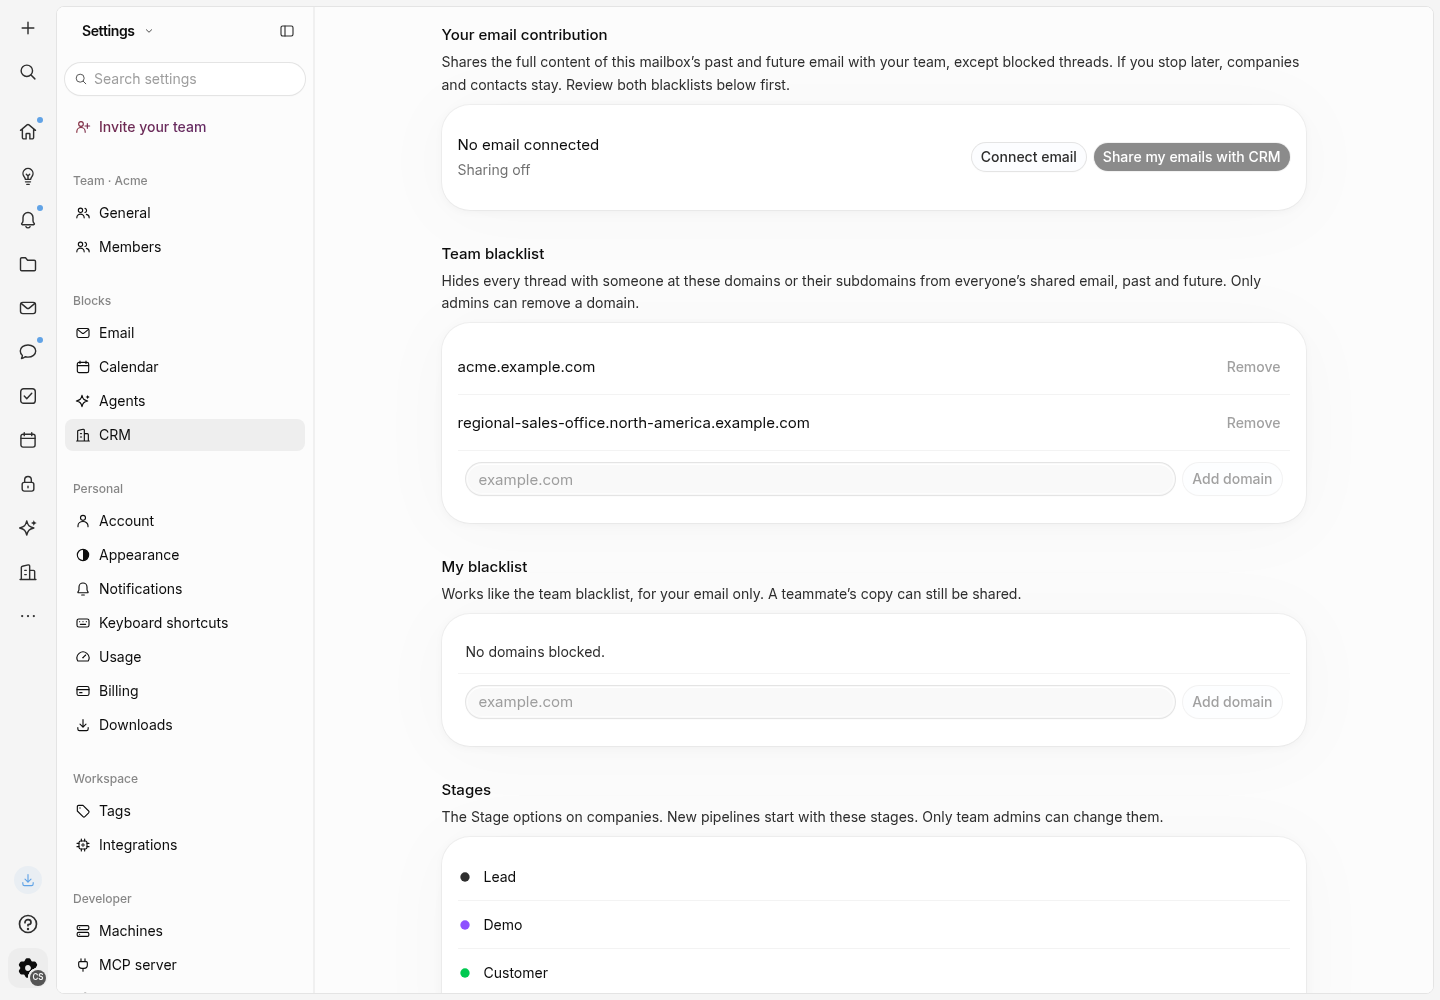 Settings
Search settings
Invite your team
Team · Acme
General
Members
Blocks
Email
Calendar
Agents
CRM
Personal
Account
Appearance
Notifications
Keyboard shortcuts
Usage
Billing
Downloads
Workspace
Tags
Integrations
Developer
Machines
MCP server
CS
Your email contribution
Shares the full content of this mailbox’s past and future email with your team, except blocked threads. If you stop later, companies
and contacts stay. Review both blacklists below first.
No email connected
Sharing off
Connect email
Share my emails with CRM
Team blacklist
Hides every thread with someone at these domains or their subdomains from everyone’s shared email, past and future. Only
admins can remove a domain.
acme.example.com
Remove
regional-sales-office.north-america.example.com
Remove
example.com
Add domain
My blacklist
Works like the team blacklist, for your email only. A teammate’s copy can still be shared.
No domains blocked.
example.com
Add domain
Stages
The Stage options on companies. New pipelines start with these stages. Only team admins can change them.
Lead
Demo
Customer